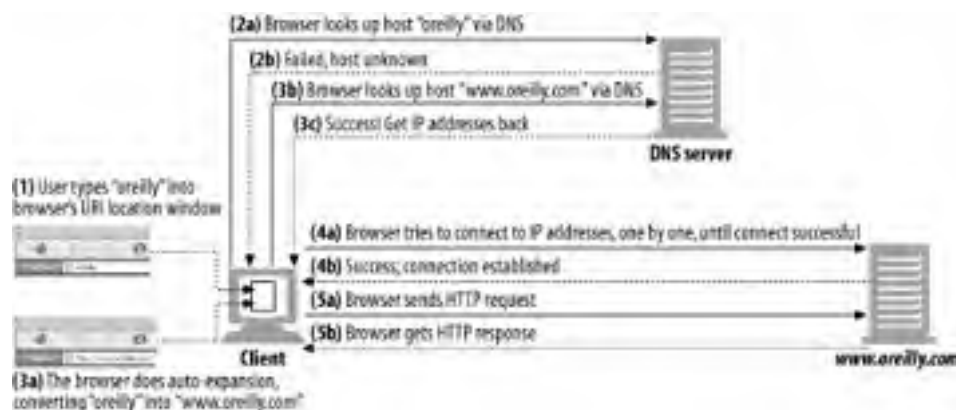 (2a) Browser looks up host "oreilly" via DNS
(2b) Failed, host unknown
(3b) Browser looks up host "www.oreilly.com" via DNS
(3c) Success! Get IP addresses back
DNS server
(1) User types "oreilly" into
browser's URI location window
(4a) Browser tries to connect to IP addresses, one by one, until connect successful
(4b) Success; connection established
(5a) Browser sends HTTP request
(5b) Browser gets HTTP response
Client
www.oreilly.com
(3a) The browser does auto-expansion,
converting "oreilly" into "www.oreilly.com"